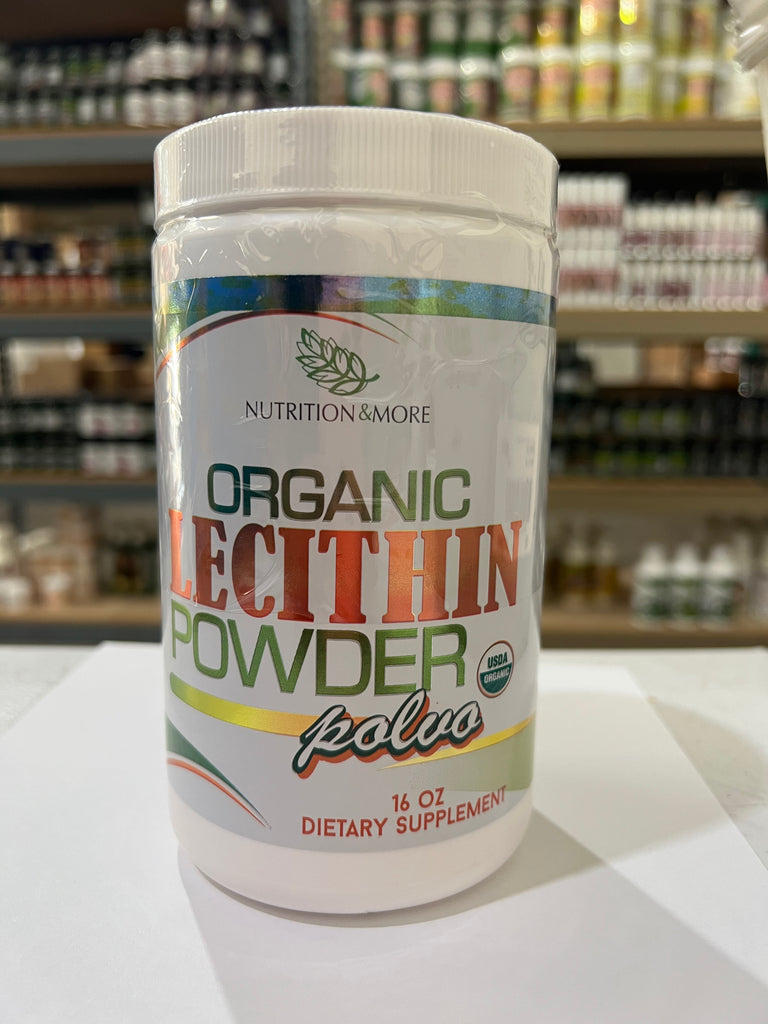 NUTRITION&MORE
ORGANIC
LECITHIN
POWDER
USDA
ORGANIC
polvo
16 OZ
DIETARY SUPPLEMENT